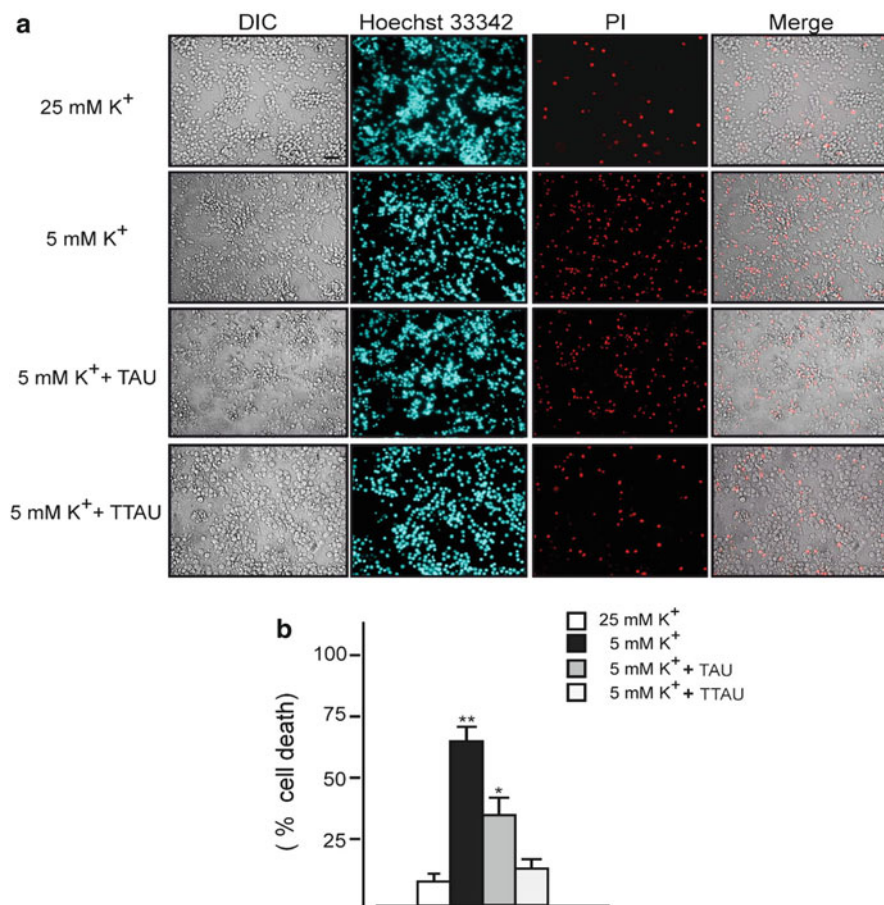 a
DIC Hoechst 33342 PI Merge
25 mM K⁺
5 mM K⁺
5 mM K⁺ + TAU
5 mM K⁺ + TTAU
b
25 mM K⁺
5 mM K⁺
5 mM K⁺ + TAU
5 mM K⁺ + TTAU
( % cell death)
100
75
50
25
**
*